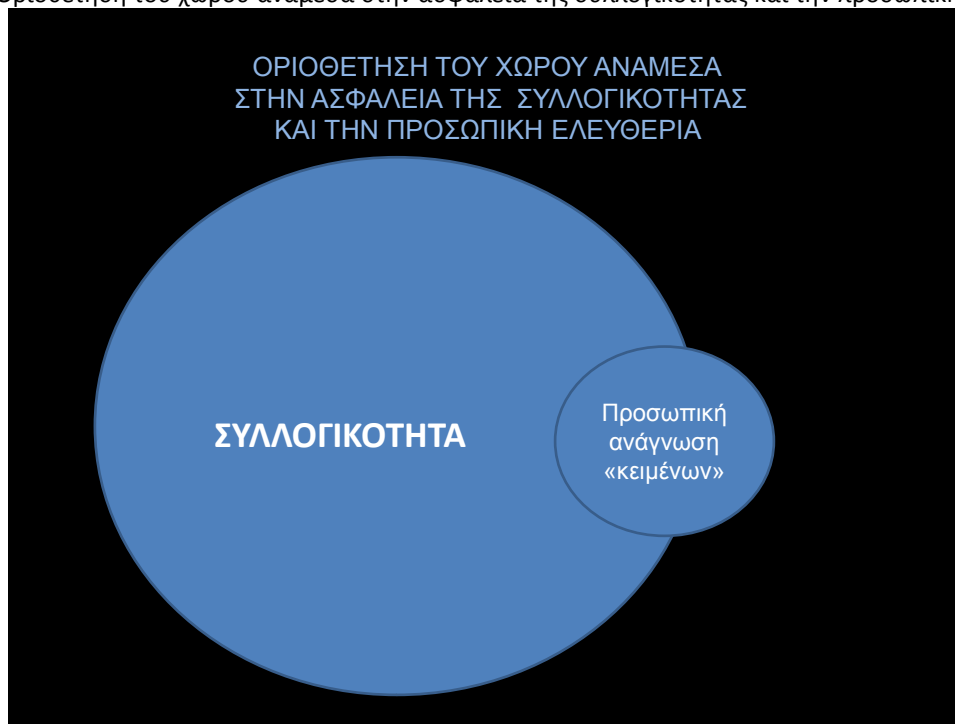 Οριοθέτηση του χώρου ανάμεσα στην ασφάλεια της συλλογικότητας και την προσωπική
ΟΡΙΟΘΕΤΗΣΗ ΤΟΥ ΧΩΡΟΥ ΑΝΑΜΕΣΑ
ΣΤΗΝ ΑΣΦΑΛΕΙΑ ΤΗΣ ΣΥΛΛΟΓΙΚΟΤΗΤΑΣ
ΚΑΙ ΤΗΝ ΠΡΟΣΩΠΙΚΗ ΕΛΕΥΘΕΡΙΑ
ΣΥΛΛΟΓΙΚΟΤΗΤΑ
Προσωπική
ανάγνωση
«κειμένων»